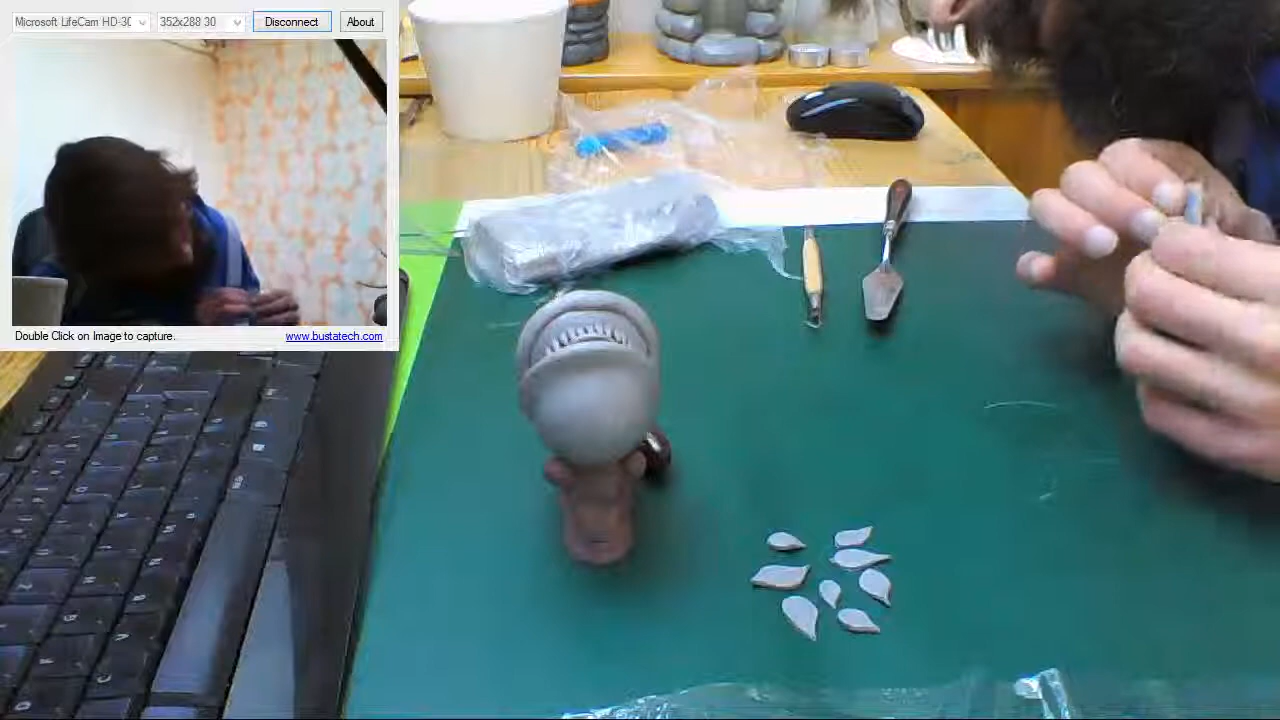 Microsoft LifeCam HD-30
352x288 30
Disconnect
About
Double Click on Image to capture.
www.bustatech.com